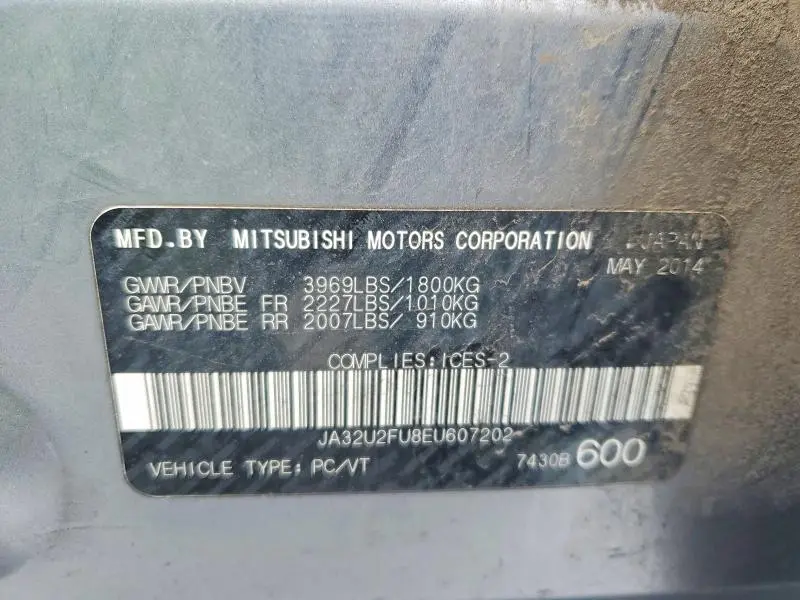 MFD.BY MITSUBISHI MOTORS CORPORATION JAPAN
MAY 2014
GVWR/PNBV 3969LBS/1800KG
GAWR/PNBE FR 2227LBS/1010KG
GAWR/PNBE RR 2007LBS/ 910KG
COMPLIES:ICES-2
JA32U2FU8EU607202
VEHICLE TYPE: PC/VT 7430B 600